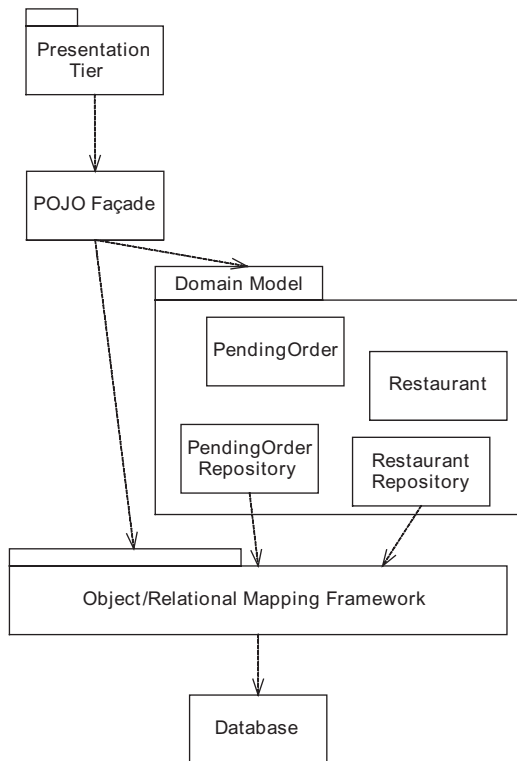 Presentation
Tier
POJO Façade
Domain Model
PendingOrder
Restaurant
PendingOrder
Repository
Restaurant
Repository
Object/Relational Mapping Framework
Database